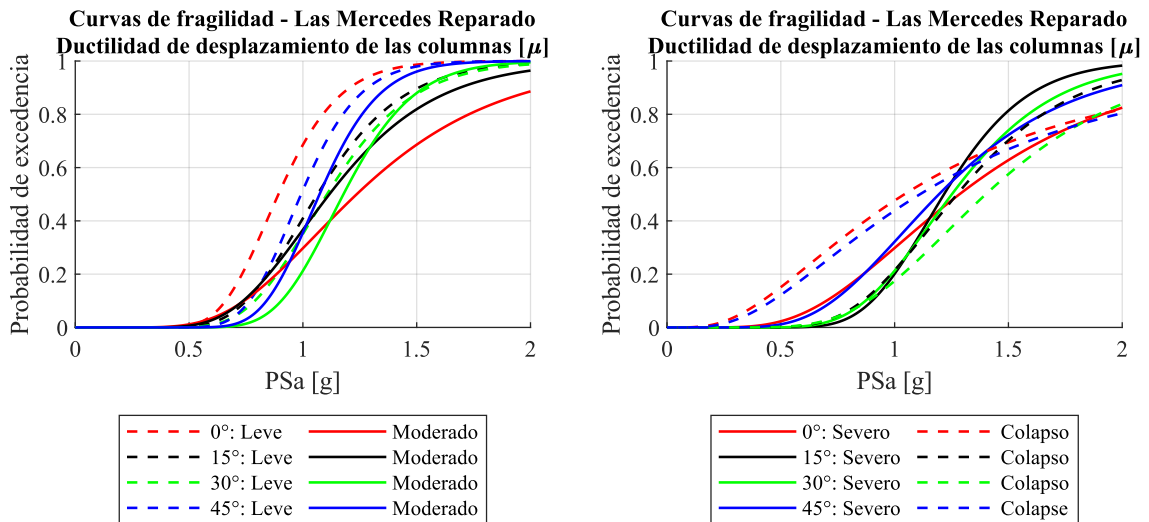 Curvas de fragilidad - Las Mercedes Reparado
Ductilidad de desplazamiento de las columnas [μ]
Probabilidad de excedencia
1
0.8
0.6
0.4
0.2
0
0 0.5 1 1.5 2
PSa [g]
0°: Leve Moderado
15°: Leve Moderado
30°: Leve Moderado
45°: Leve Moderado
Curvas de fragilidad - Las Mercedes Reparado
Ductilidad de desplazamiento de las columnas [μ]
Probabilidad de excedencia
1
0.8
0.6
0.4
0.2
0
0 0.5 1 1.5 2
PSa [g]
0°: Severo Colapso
15°: Severo Colapso
30°: Severo Colapso
45°: Severo Colapse